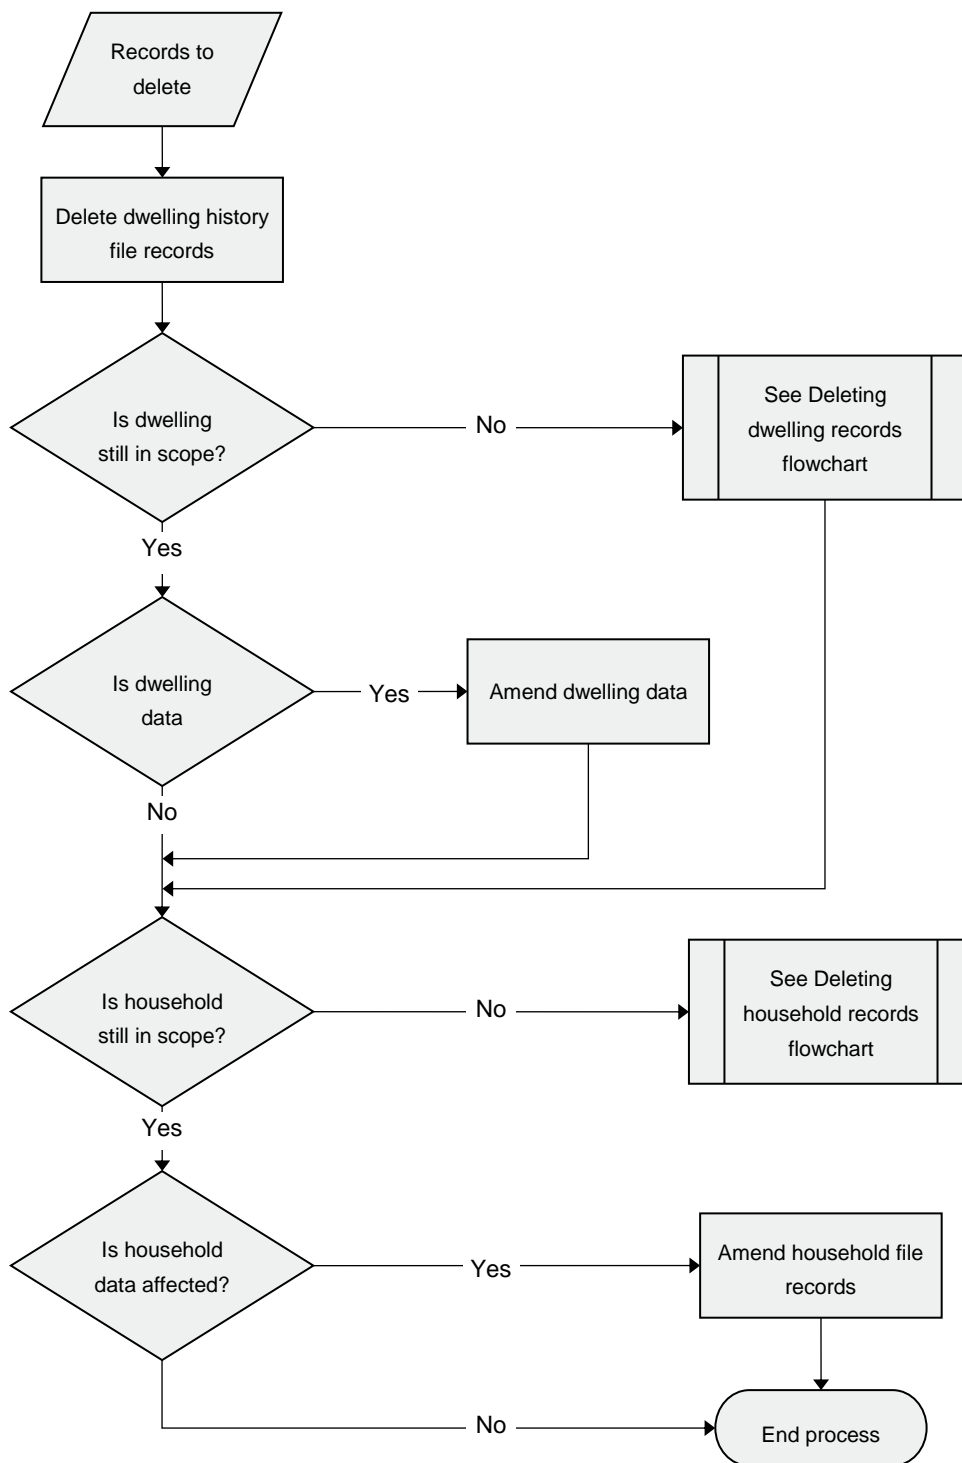 Records to
delete
Delete dwelling history
file records
Is dwelling
still in scope?
No
See Deleting
dwelling records
flowchart
Yes
Is dwelling
data
Yes
Amend dwelling data
No
Is household
still in scope?
No
See Deleting
household records
flowchart
Yes
Is household
data affected?
Yes
Amend household file
records
No
End process